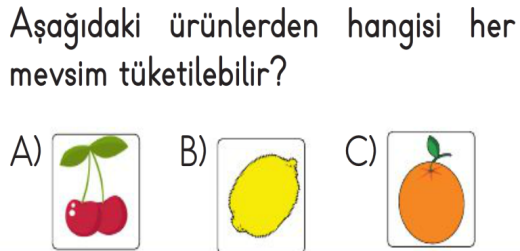 Aşağıdaki ürünlerden hangisi her
mevsim tüketilebilir?
A) B) C)